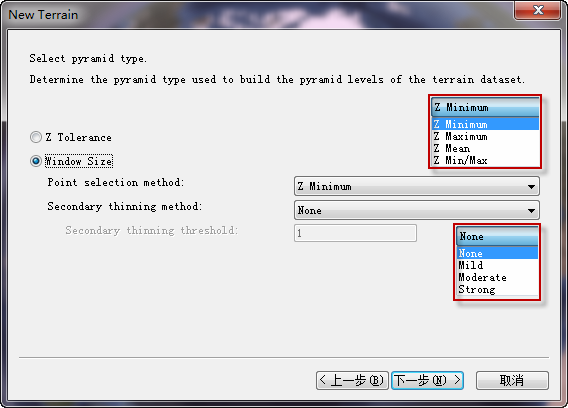 New Terrain
Select pyramid type.
Determine the pyramid type used to build the pyramid levels of the terrain dataset.
Z Minimum
Z Minimum
Z Maximum
Z Mean
Z Min/Max
Z Tolerance
Window Size
Point selection method:
Z Minimum
Secondary thinning method:
None
Secondary thinning threshold:
1
None
None
Mild
Moderate
Strong
< 上一步(B)
下一步(N) >
取消